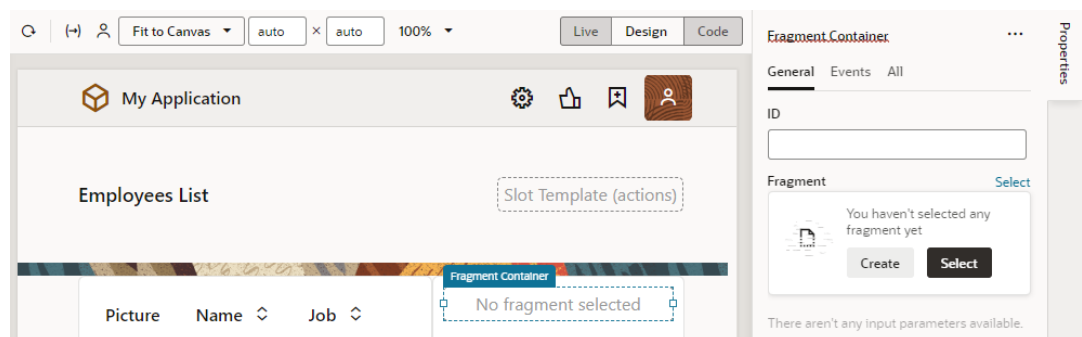 Fit to Canvas
auto × auto
100%
Live Design Code
My Application
Employees List
Slot Template (actions)
Fragment Container
No fragment selected
Picture Name Job
Fragment Container
General Events All
ID
Fragment Select
You haven't selected any
fragment yet
Create Select
There aren't any input parameters available.
Properties